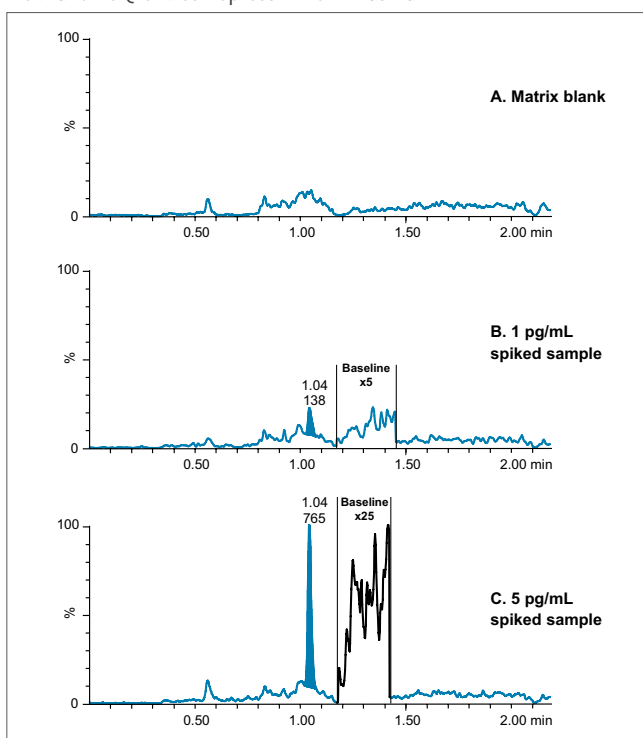 100
A. Matrix blank
%
0
0.50 1.00 1.50 2.00 min
100
B. 1 pg/mL
spiked sample
Baseline
x5
1.04
138
%
0
0.50 1.00 1.50 2.00 min
1.04
765
Baseline
x25
100
C. 5 pg/mL
spiked sample
%
0
0.50 1.00 1.50 2.00 min